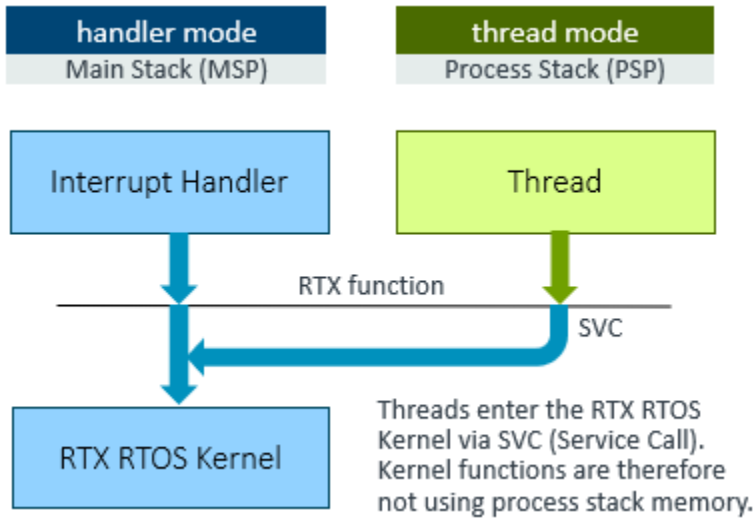 handler mode
Main Stack (MSP)
thread mode
Process Stack (PSP)
Interrupt Handler
Thread
RTX function
SVC
RTX RTOS Kernel
Threads enter the RTX RTOS
Kernel via SVC (Service Call).
Kernel functions are therefore
not using process stack memory.